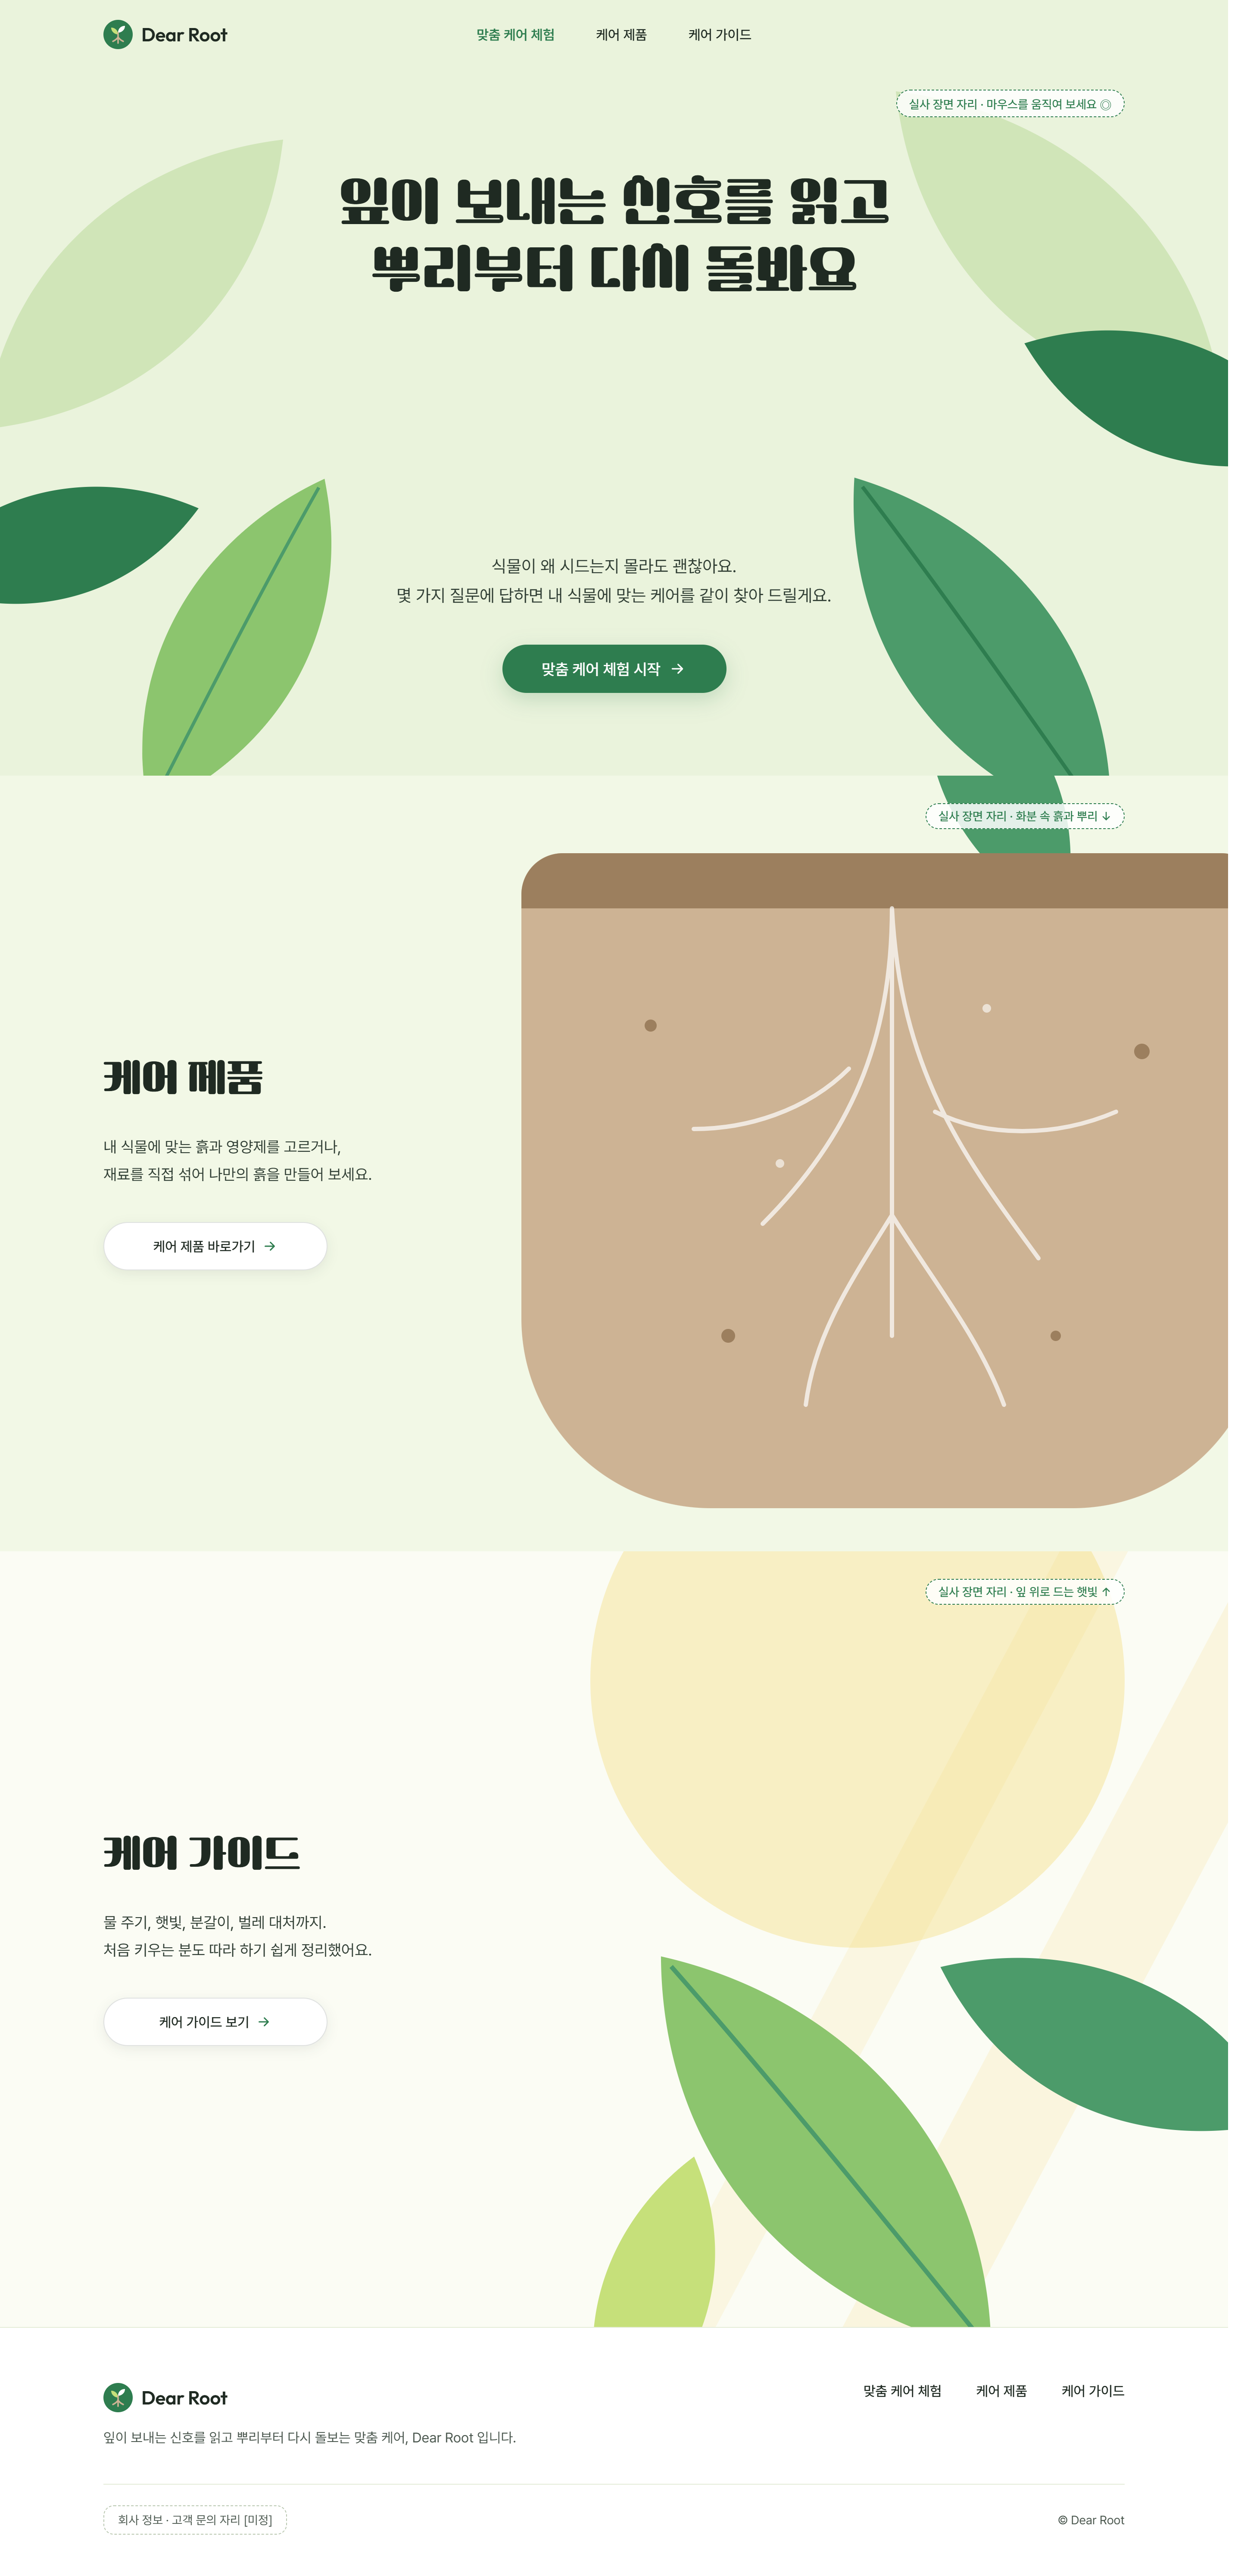 Dear Root
맞춤 케어 체험
케어 제품
케어 가이드
실사 장면 자리 · 마우스를 움직여 보세요 ◎
잎이 보내는 신호를 읽고
뿌리부터 다시 돌봐요
식물이 왜 시드는지 몰라도 괜찮아요.
몇 가지 질문에 답하면 내 식물에 맞는 케어를 같이 찾아 드릴게요.
맞춤 케어 체험 시작 →
실사 장면 자리 · 화분 속 흙과 뿌리 ↓
케어 제품
내 식물에 맞는 흙과 영양제를 고르거나,
재료를 직접 섞어 나만의 흙을 만들어 보세요.
케어 제품 바로가기 →
실사 장면 자리 · 잎 위로 드는 햇빛 ↑
케어 가이드
물 주기, 햇빛, 분갈이, 벌레 대처까지.
처음 키우는 분도 따라 하기 쉽게 정리했어요.
케어 가이드 보기 →
Dear Root
맞춤 케어 체험
케어 제품
케어 가이드
잎이 보내는 신호를 읽고 뿌리부터 다시 돌보는 맞춤 케어, Dear Root 입니다.
회사 정보 · 고객 문의 자리 [미정]
© Dear Root